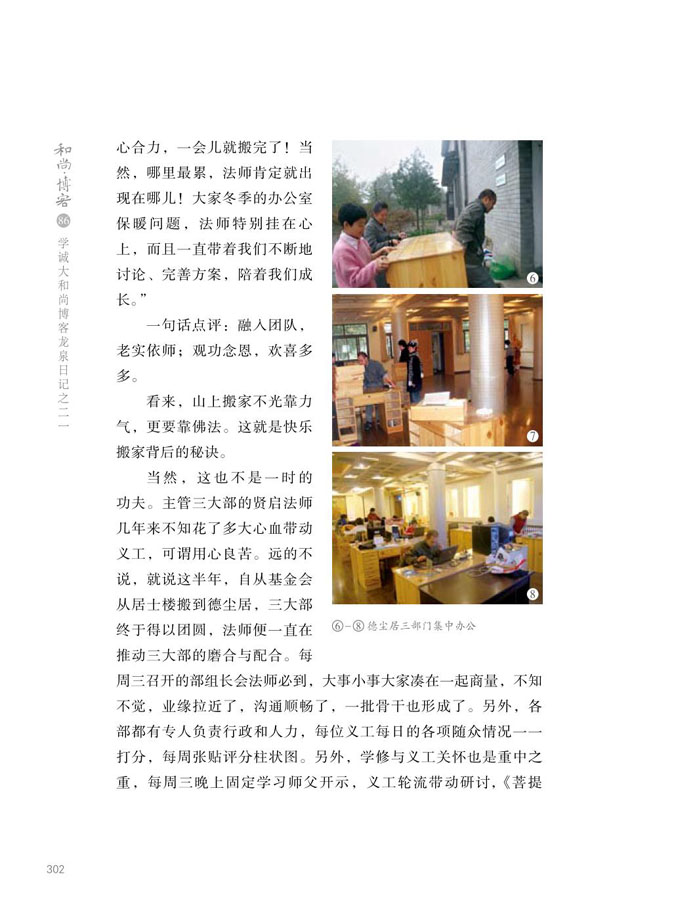 和尚·博客
86
学诚大和尚博客龙泉日记之二一
心合力，一会儿就搬完了！当
然，哪里最累，法师肯定就出
现在哪儿！大家冬季的办公室
保暖问题，法师特别挂在心
上，而且一直带着我们不断地
讨论、完善方案，陪着我们成
长。”
一句话点评：融入团队，
老实依师；观功念恩，欢喜多
多。
看来，山上搬家不光靠力
气，更要靠佛法。这就是快乐
搬家背后的秘诀。
当然，这也不是一时的
功夫。主管三大部的贤启法师
几年来不知花了多大心血带动
义工，可谓用心良苦。远的不
说，就说这半年，自从基金会
从居士楼搬到德尘居，三大部
终于得以团圆，法师便一直在
推动三大部的磨合与配合。每
周三召开的部组长会法师必到，大事小事大家凑在一起商量，不知
不觉，业缘拉近了，沟通顺畅了，一批骨干也形成了。另外，各
部都有专人负责行政和人力，每位义工每日的各项随众情况一一
打分，每周张贴评分柱状图。另外，学修与义工关怀也是重中之
重，每周三晚上固定学习师父开示，义工轮流带动研讨，《菩提
6
7
8
⑥-⑧ 德尘居三部门集中办公
302